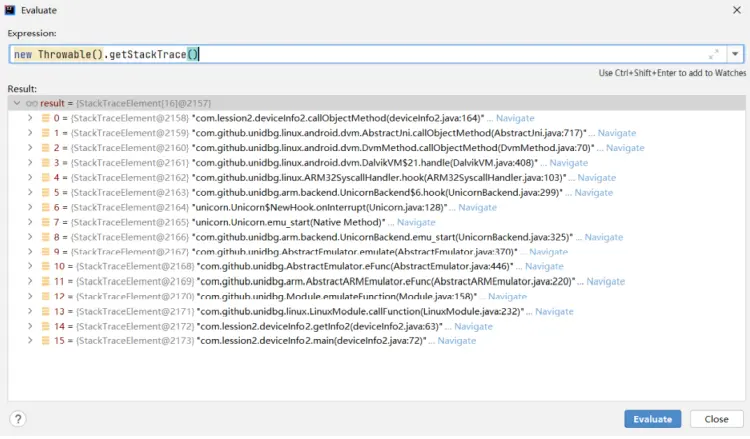 Evaluate
Expression:
new Throwable().getStackTrace()
Use Ctrl+Shift+Enter to add to Watches
Result:
result = {StackTraceElement[16]@2157}
0 = {StackTraceElement@2158} "com.lession2.deviceInfo2.callObjectMethod(deviceInfo2.java:164)" ... Navigate
1 = {StackTraceElement@2159} "com.github.unidbg.linux.android.dvm.AbstractJni.callObjectMethod(AbstractJni.java:717)" ... Navigate
2 = {StackTraceElement@2160} "com.github.unidbg.linux.android.dvm.DvmMethod.callObjectMethod(DvmMethod.java:70)" ... Navigate
3 = {StackTraceElement@2161} "com.github.unidbg.linux.android.dvm.DalvikVM$21.handle(DalvikVM.java:408)" ... Navigate
4 = {StackTraceElement@2162} "com.github.unidbg.linux.ARM32SyscallHandler.hook(ARM32SyscallHandler.java:103)" ... Navigate
5 = {StackTraceElement@2163} "com.github.unidbg.arm.backend.UnicornBackend$6.hook(UnicornBackend.java:299)" ... Navigate
6 = {StackTraceElement@2164} "unicorn.Unicorn$NewHook.onInterrupt(Unicorn.java:128)" ... Navigate
7 = {StackTraceElement@2165} "unicorn.Unicorn.emu_start(Native Method)" ... Navigate
8 = {StackTraceElement@2166} "com.github.unidbg.arm.backend.UnicornBackend.emu_start(UnicornBackend.java:325)" ... Navigate
9 = {StackTraceElement@2167} "com.github.unidbg.AbstractEmulator.emulate(AbstractEmulator.java:370)" ... Navigate
10 = {StackTraceElement@2168} "com.github.unidbg.AbstractEmulator.eFunc(AbstractEmulator.java:446)" ... Navigate
11 = {StackTraceElement@2169} "com.github.unidbg.arm.AbstractARMEmulator.eFunc(AbstractARMEmulator.java:220)" ... Navigate
12 = {StackTraceElement@2170} "com.github.unidbg.Module.emulateFunction(Module.java:158)" ... Navigate
13 = {StackTraceElement@2171} "com.github.unidbg.linux.LinuxModule.callFunction(LinuxModule.java:232)" ... Navigate
14 = {StackTraceElement@2172} "com.lession2.deviceInfo2.getInfo2(deviceInfo2.java:63)" ... Navigate
15 = {StackTraceElement@2173} "com.lession2.deviceInfo2.main(deviceInfo2.java:72)" ... Navigate
?
Evaluate
Close